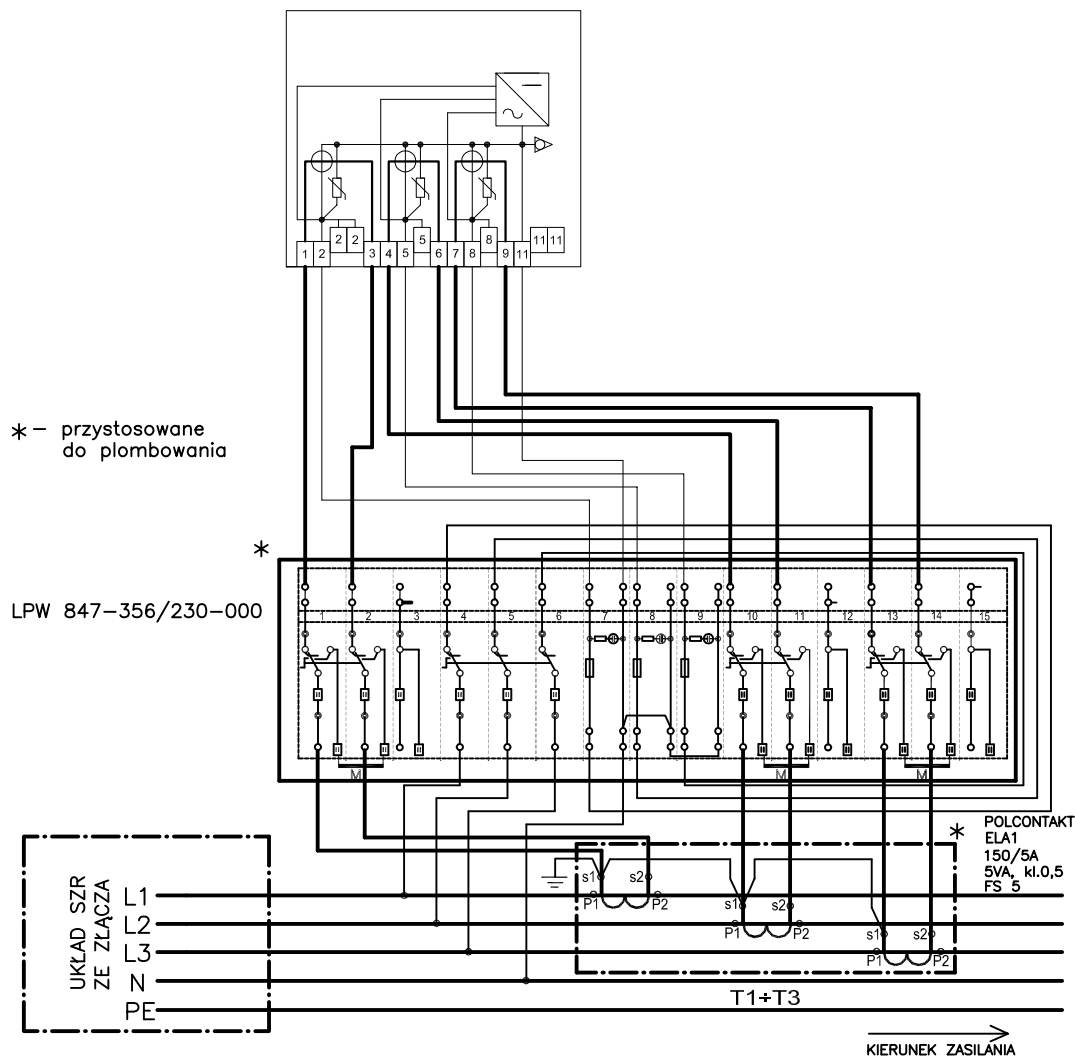 2 2 5 8 11 11
1 2 3 4 5 6 7 8 9 11
* – przystosowane
do plombowania
*
LPW 847–356/230–000
1 2 3 4 5 6 7 8 9 10 11 12 13 14 15
M M M
*
POLCONTAKT
ELA1
150/5A
5VA, kl.0,5
FS 5
UKŁAD SZR
ZE ZŁĄCZA
s1 s2
L1
P1 P2
s1 s2
L2
P1 P2
s1 s2
L3
P1 P2
N
PE
T1÷T3
KIERUNEK ZASILANIA